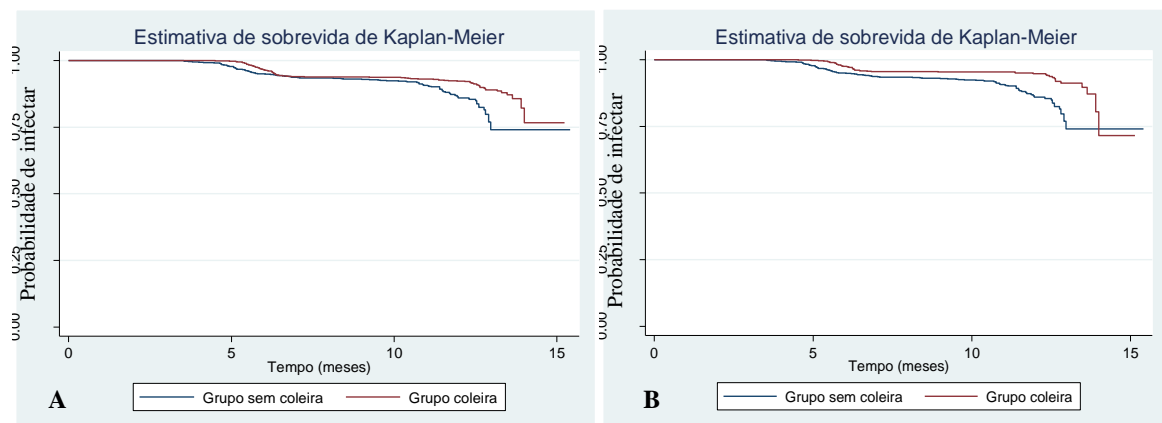 Estimativa de sobrevida de Kaplan-Meier
Probabilidade de infectar
1.00
0.75
0.50
0.25
0.00
0 5 10 15
Tempo (meses)
Grupo sem coleira Grupo coleira
A
Estimativa de sobrevida de Kaplan-Meier
Probabilidade de infectar
1.00
0.75
0.50
0.25
0.00
0 5 10 15
Tempo (meses)
Grupo sem coleira Grupo coleira
B